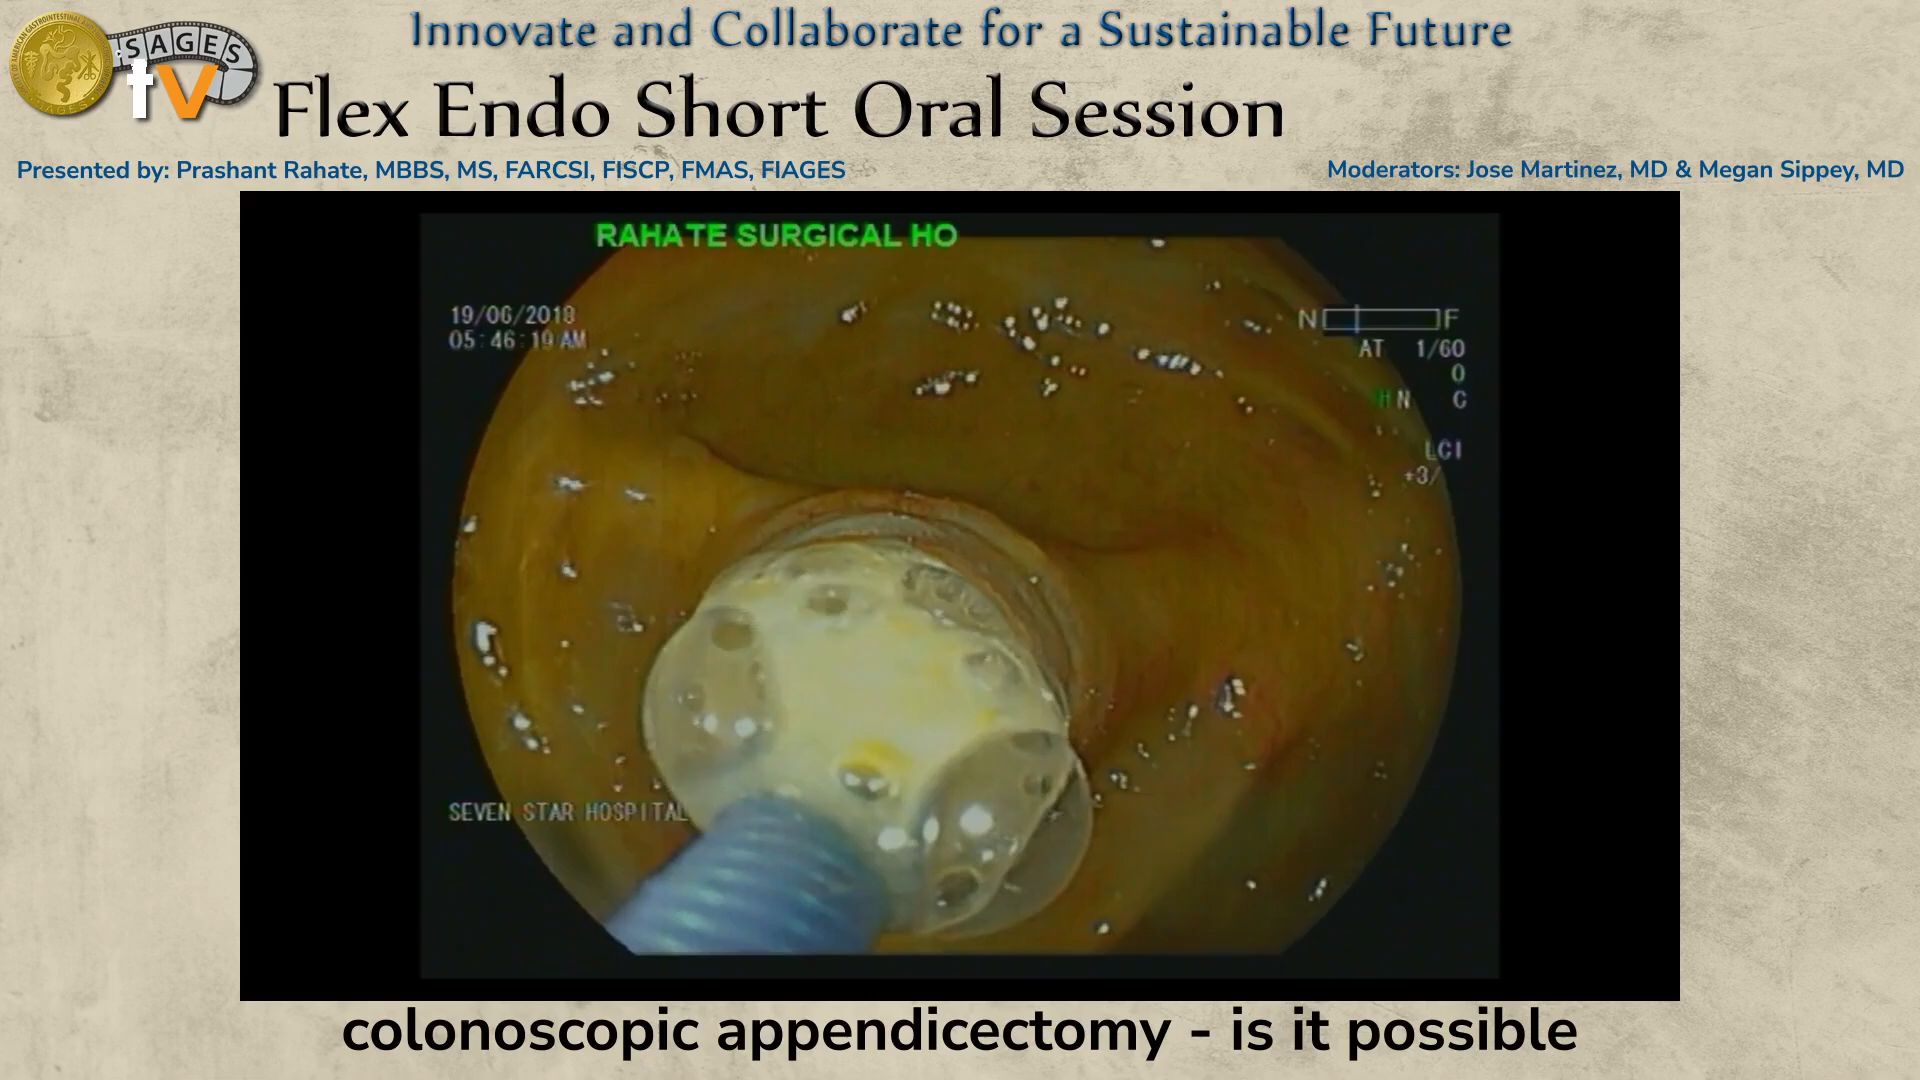 Innovate and Collaborate for a Sustainable Future
SAGES
tv
Flex Endo Short Oral Session
Presented by: Prashant Rahate, MBBS, MS, FARCSI, FISCP, FMAS, FIAGES
Moderators: Jose Martinez, MD & Megan Sippey, MD
RAHATE SURGICAL HO
19/06/2018
05:46:19 AM
N F
AT 1/60
0
H N C
LCI
+3/
SEVEN STAR HOSPITAL
colonoscopic appendicectomy - is it possible